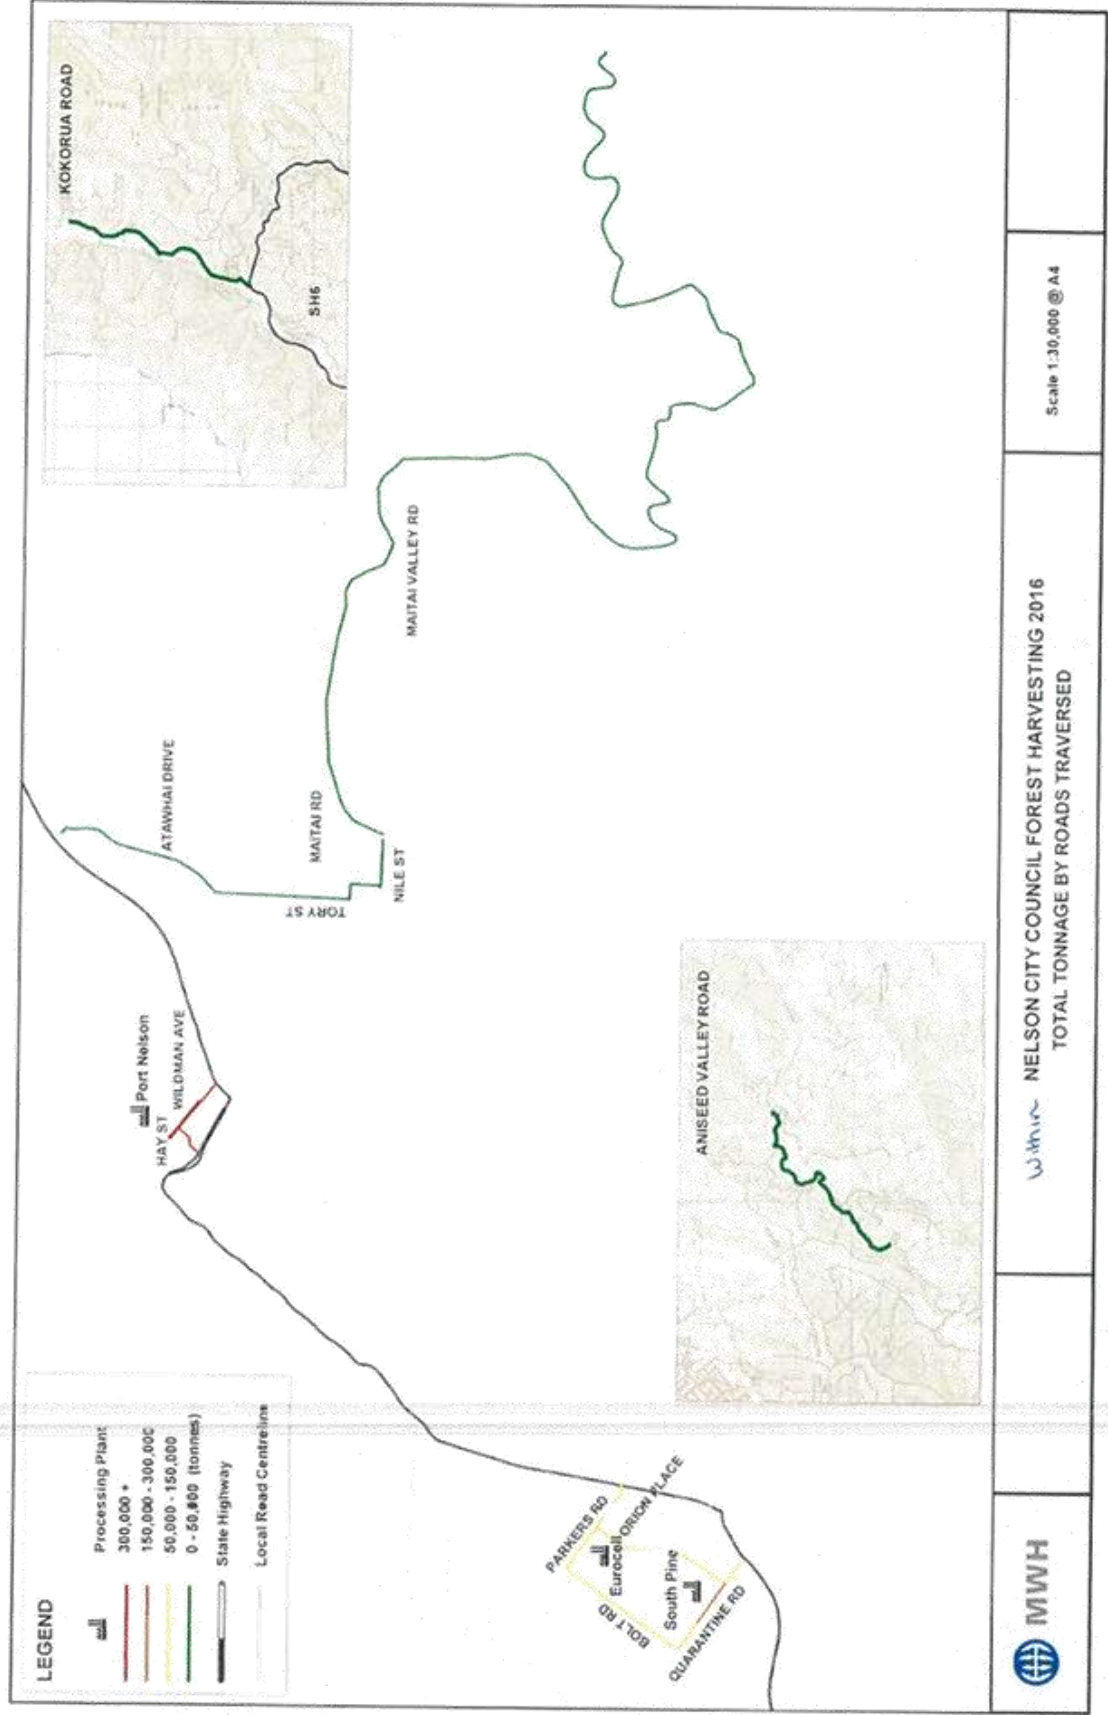 LEGEND
Processing Plant
300,000 +
150,000 - 300,000
50,000 - 150,000
0 - 50,000 (tonnes)
State Highway
Local Road Centreline
KOKORUA ROAD
SH6
ATAWHAI DRIVE
MAITAI RD
MAITAI VALLEY RD
TORY ST
NILE ST
Port Nelson
HAY ST
WILDMAN AVE
ANISEED VALLEY ROAD
PARKERS RD
ORION PLACE
Eurocell
South Pine
BOLT RD
QUARANTINE RD
MWH
within NELSON CITY COUNCIL FOREST HARVESTING 2016
TOTAL TONNAGE BY ROADS TRAVERSED
Scale 1:30,000 @ A4